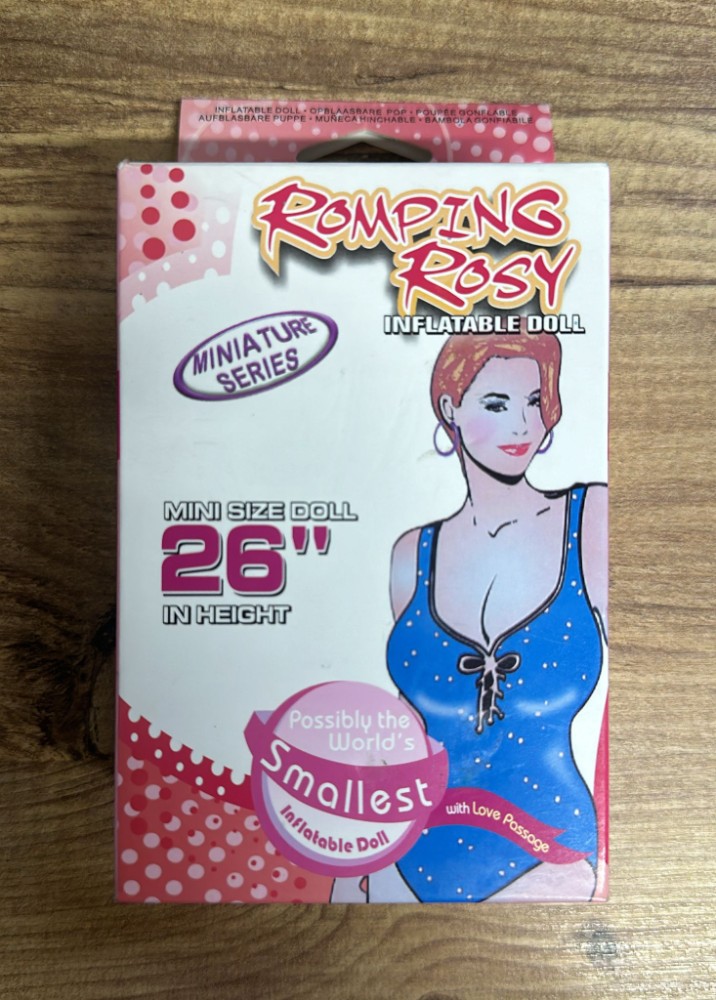 INFLATABLE DOLL • OPBLAASBARE POP • POUPÉE GONFLABLE
AUFBLASBARE PUPPE • MUÑECA HINCHABLE • BAMBOLA GONFIABILE
ROMPING
ROSY
INFLATABLE DOLL
MINIATURE
SERIES
MINI SIZE DOLL
26"
IN HEIGHT
Possibly the
World's
Smallest
Inflatable Doll
with Love Passage